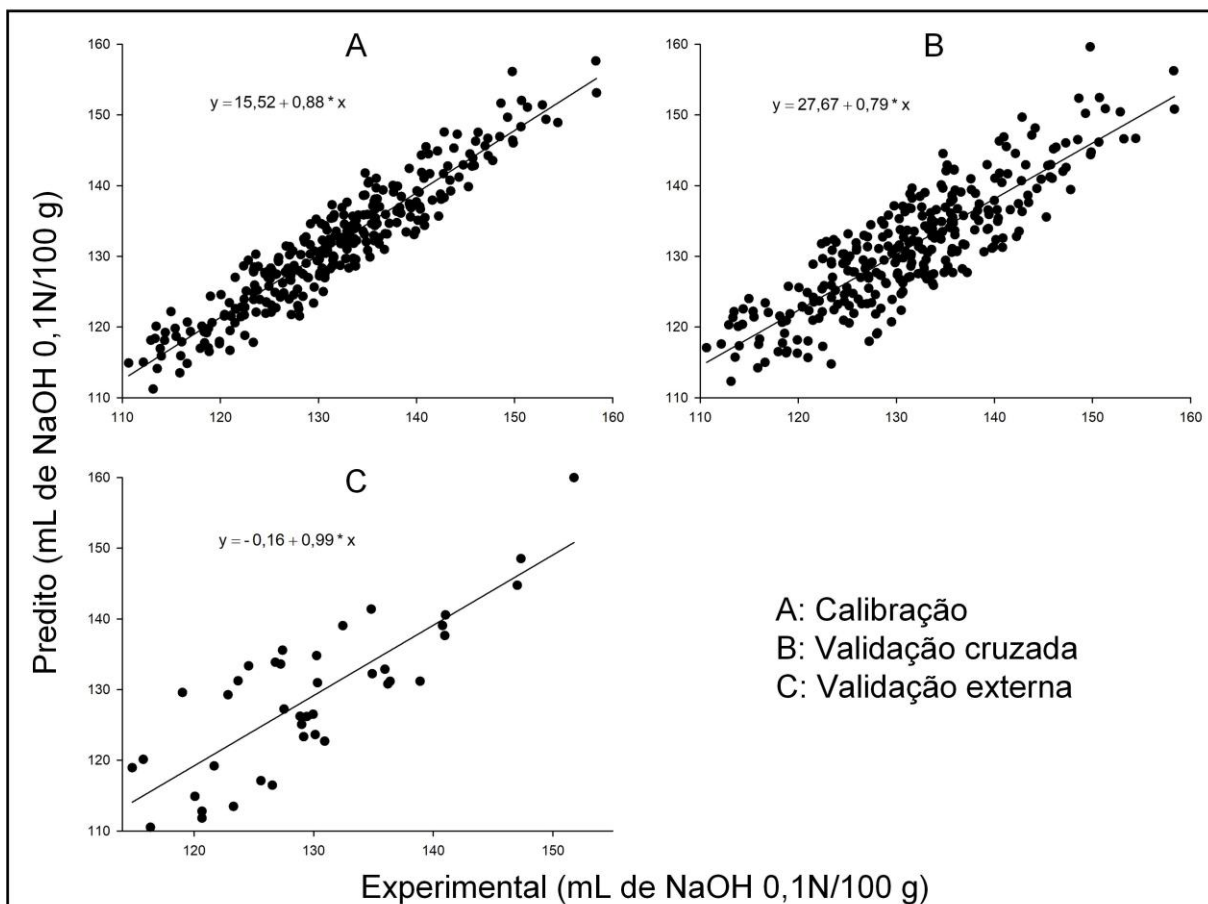 A
B
y = 15,52 + 0,88 * x
y = 27,67 + 0,79 * x
160
150
140
130
120
110
110 120 130 140 150 160
160
150
140
130
120
110
110 120 130 140 150 160
C
y = - 0,16 + 0,99 * x
160
150
140
130
120
110
120 130 140 150
Predito (mL de NaOH 0,1N/100 g)
Experimental (mL de NaOH 0,1N/100 g)
A: Calibração
B: Validação cruzada
C: Validação externa